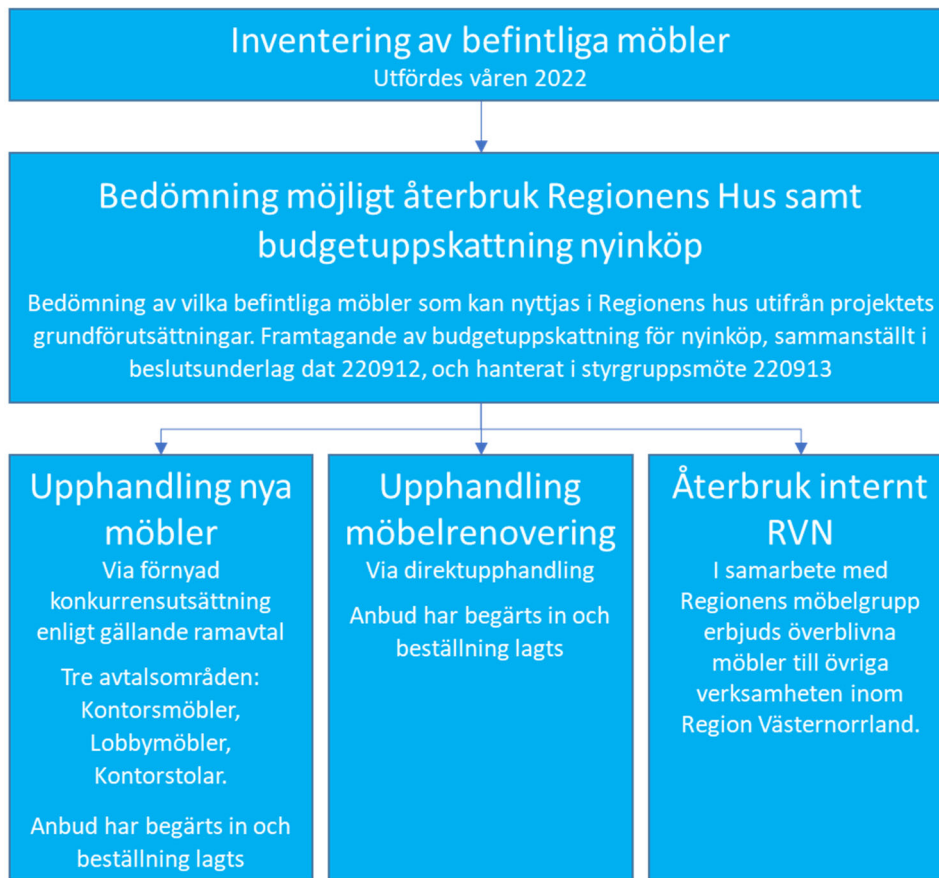 Inventering av befintliga möbler
Utfördes våren 2022
Bedömning möjligt återbruk Regionens Hus samt
budgetuppskattning nyinköp
Bedömning av vilka befintliga möbler som kan nyttjas i Regionens hus utifrån projektets
grundförutsättningar. Framtagande av budgetuppskattning för nyinköp, sammanställt i
beslutsunderlag dat 220912, och hanterat i styrgruppsmöte 220913
Upphandling nya
möbler
Via förnyad
konkurrensutsättning
enligt gällande ramavtal
Tre avtalsområden:
Kontorsmöbler,
Lobbymöbler,
Kontorstolar.
Anbud har begärts in och
beställning lagts
Upphandling
möbelrenovering
Via direktupphandling
Anbud har begärts in och
beställning lagts
Återbruk internt
RVN
I samarbete med
Regionens möbelgrupp
erbjuds överblivna
möbler till övriga
verksamheten inom
Region Västernorrland.